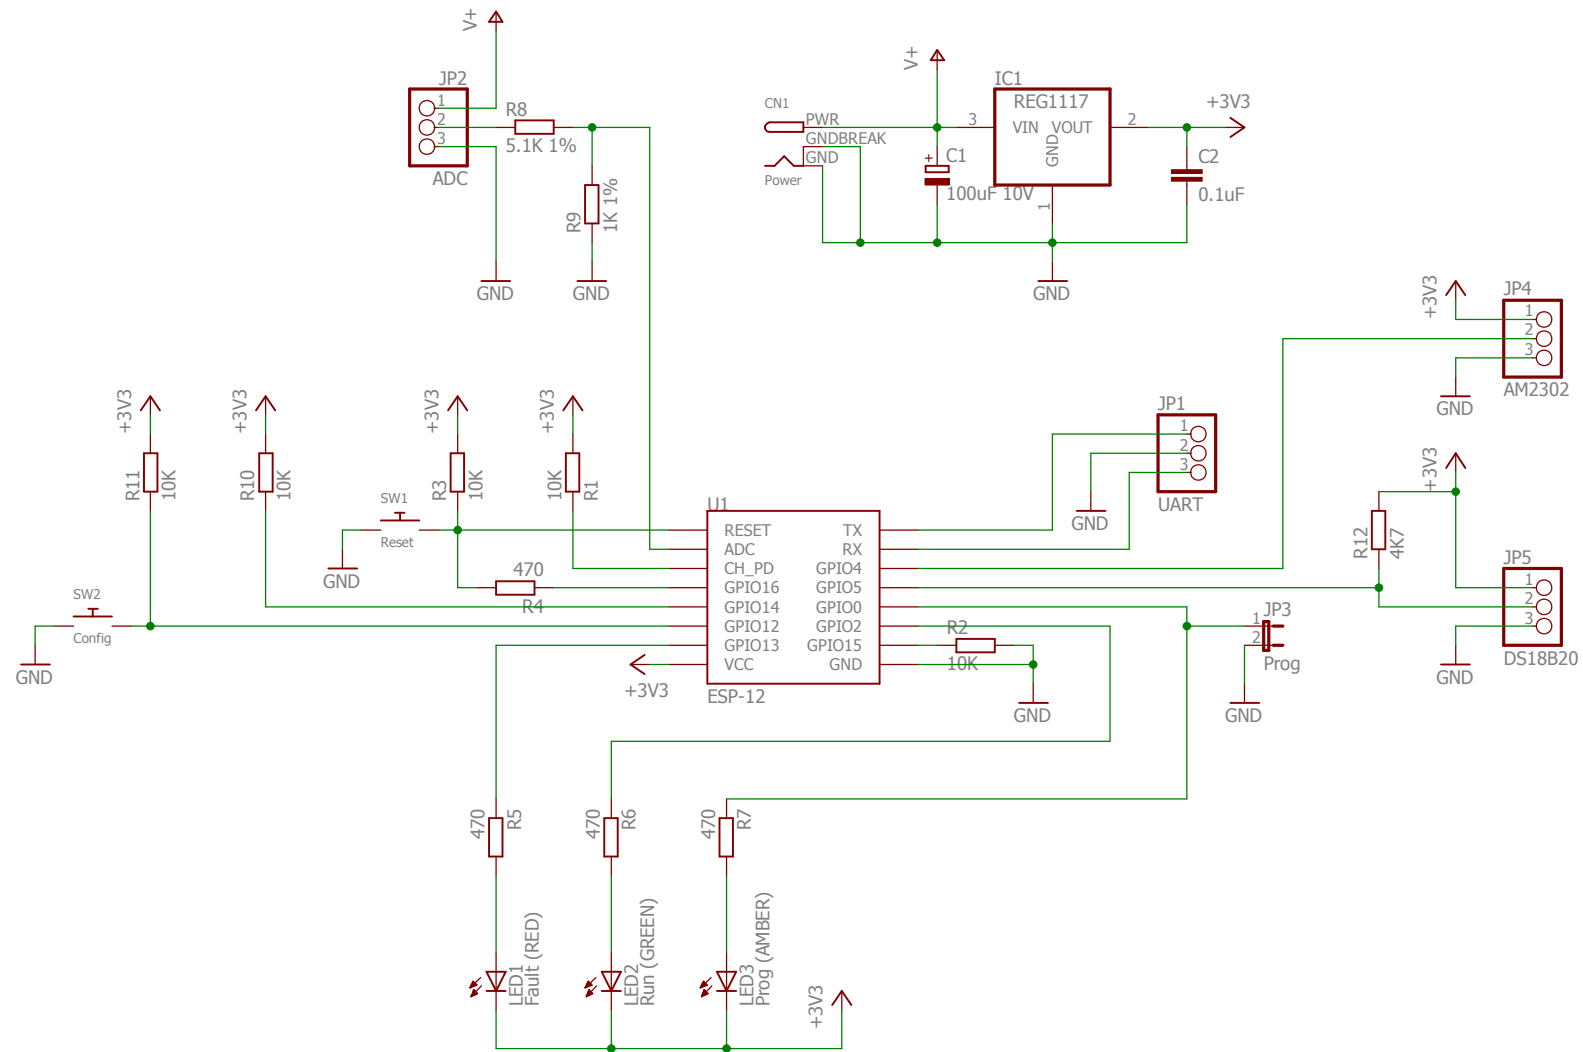 V+
JP2
1
2
3
ADC
R8
5.1K 1%
R9
1K 1%
GND
GND
V+
CN1
PWR
GNDBREAK
GND
Power
+
C1
100uF 10V
IC1
REG1117
3
VIN
VOUT
2
GND
1
+3V3
C2
0.1uF
GND
+3V3
JP4
1
2
3
AM2302
GND
+3V3
R11
10K
+3V3
R10
10K
+3V3
R3
10K
+3V3
10K
R1
SW1
Reset
GND
470
R4
SW2
Config
GND
JP1
1
2
3
UART
GND
U1
RESET TX
ADC RX
CH_PD GPIO4
GPIO16 GPIO5
GPIO14 GPIO0
GPIO12 GPIO2
GPIO13 GPIO15
VCC GND
ESP-12
+3V3
R2
10K
GND
JP3
1
2
Prog
GND
+3V3
R12
4K7
JP5
1
2
3
DS18B20
GND
470
R5
470
R6
470
R7
LED1
Fault (RED)
LED2
Run (GREEN)
LED3
Prog (AMBER)
+3V3